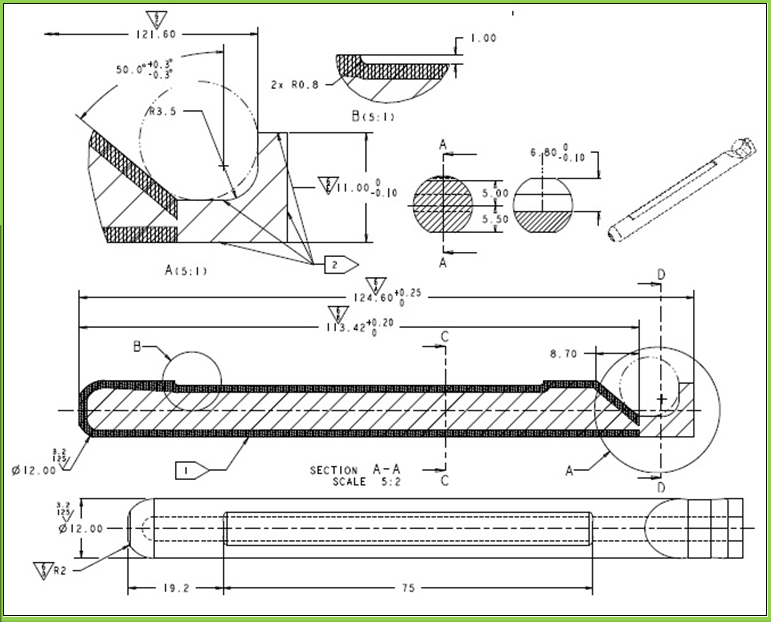 121.60
50.0°+0.3°
-0.3°
R3.5
2x R0.8
1.00
B(5:1)
A
A
5.00
5.50
6.80 0
-0.10
11.00 0
-0.10
2
A(5:1)
D
124.60+0.25
0
113.42+0.20
0
B
C
8.70
3.2
125
Ø12.00
1
SECTION A-A
SCALE 5:2
C
A
D
3.2
125
Ø12.00
R2
19.2
75